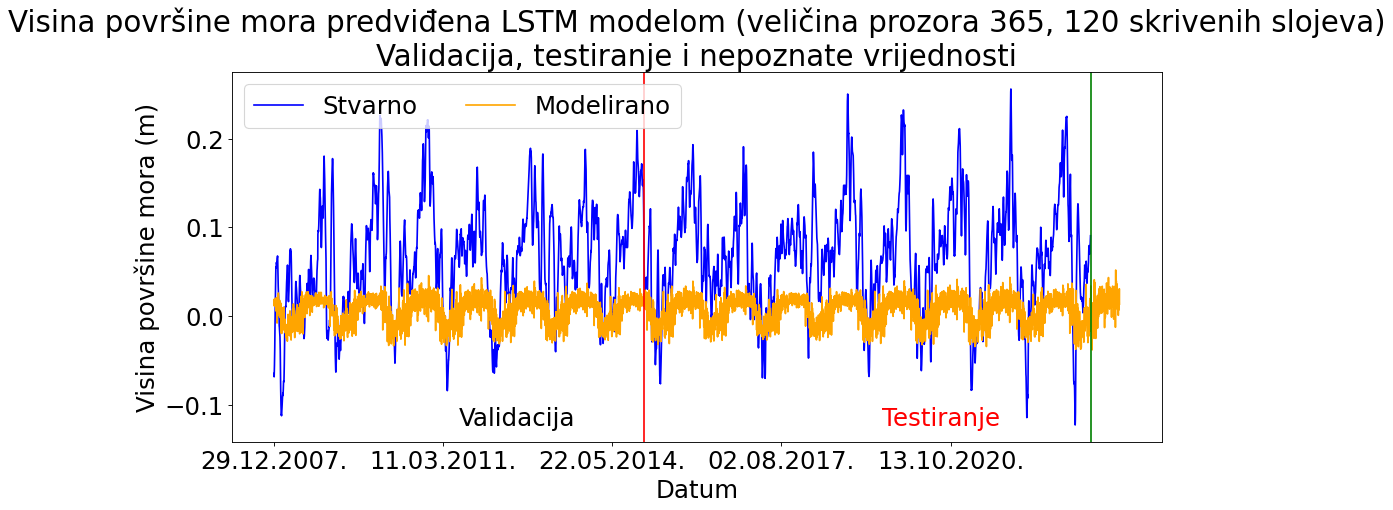 Visina površine mora predviđena LSTM modelom (veličina prozora 365, 120 skrivenih slojeva)
Validacija, testiranje i nepoznate vrijednosti
Stvarno
Modelirano
Visina površine mora (m)
0.2
0.1
0.0
−0.1
Validacija
Testiranje
29.12.2007.
11.03.2011.
22.05.2014.
02.08.2017.
13.10.2020.
Datum